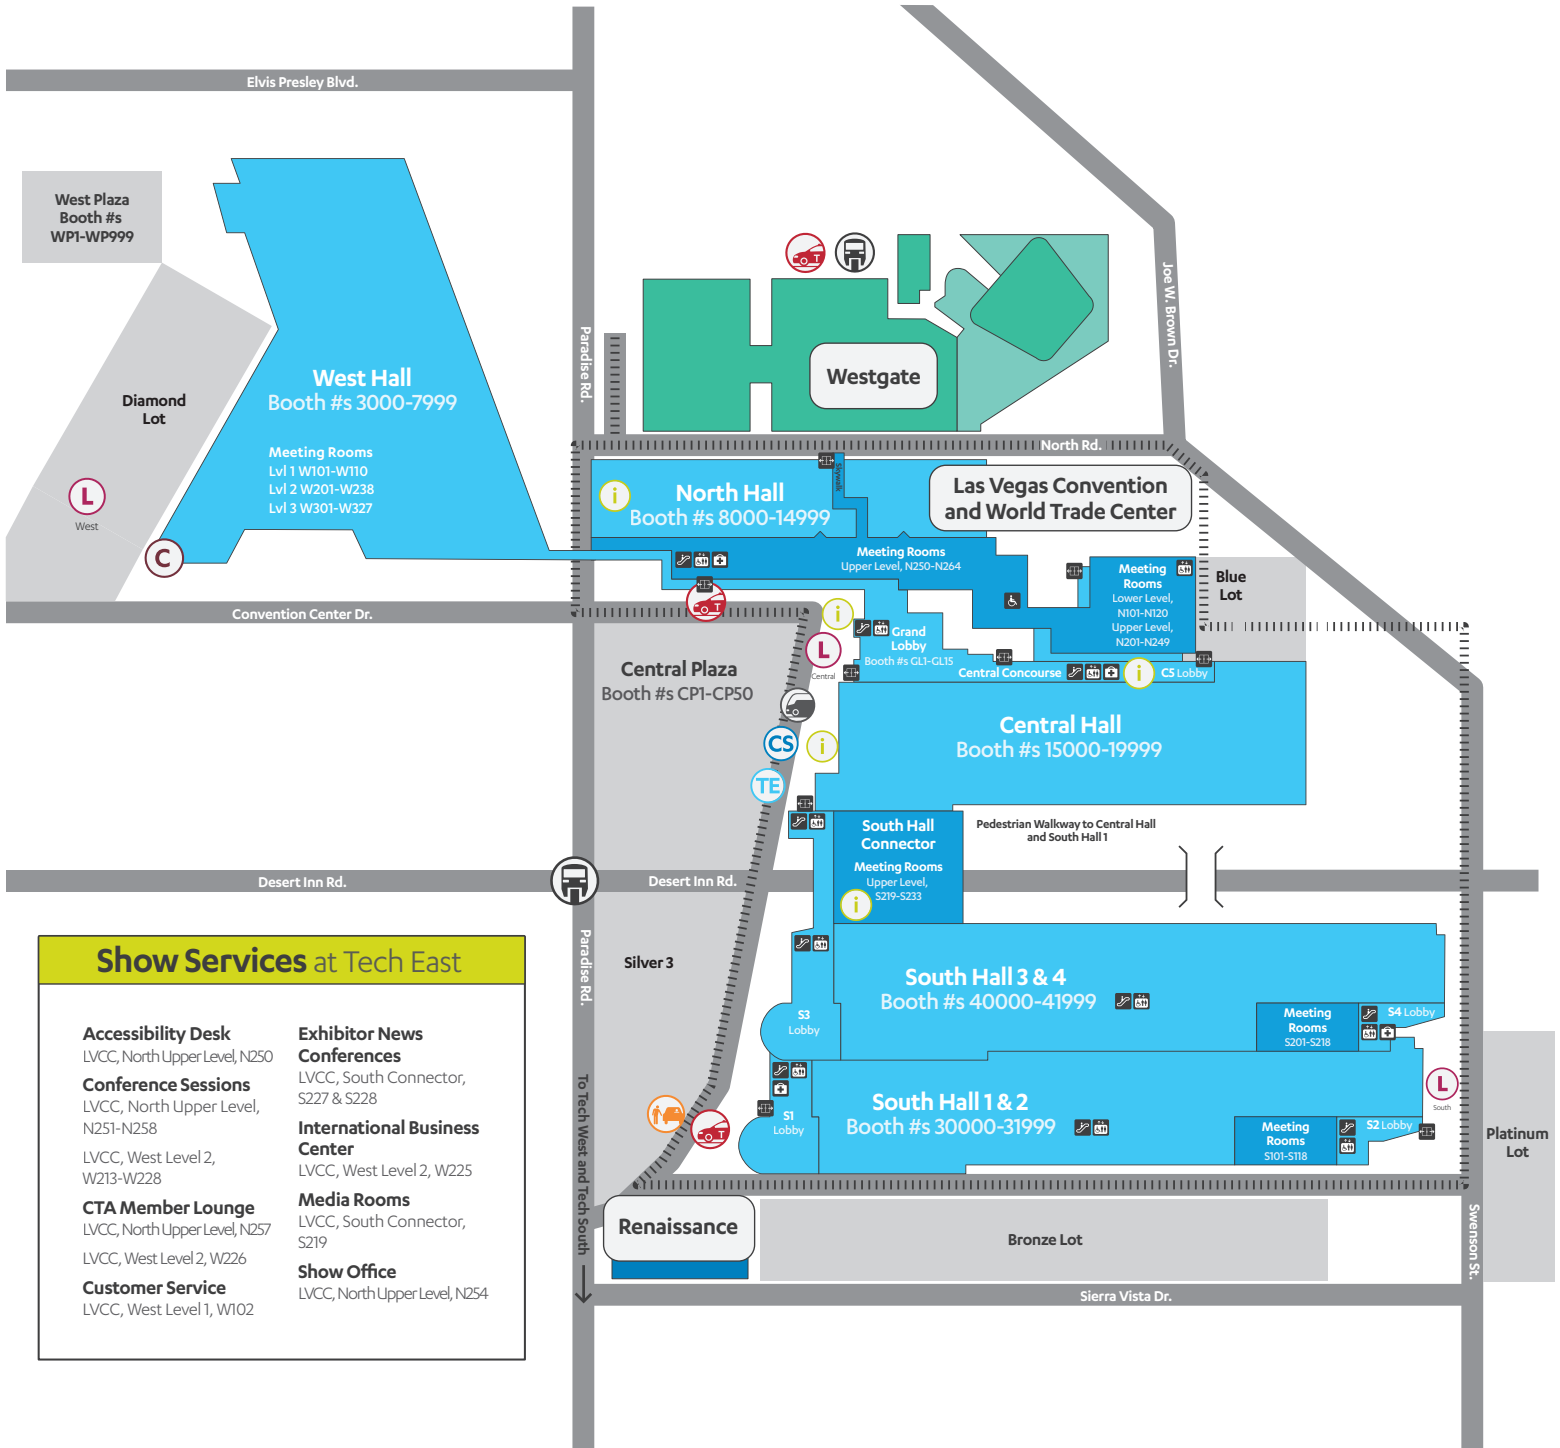 Elvis Presley Blvd.
West Plaza
Booth #s
WP1-WP999
Joe W. Brown Dr.
Paradise Rd.
T
Westgate
West Hall
Booth #s 3000-7999
Diamond
Lot
Meeting Rooms
Lvl 1 W101-W110
Lvl 2 W201-W238
Lvl 3 W301-W327
L
West
C
North Rd.
Skywalk
i
North Hall
Booth #s 8000-14999
Las Vegas Convention
and World Trade Center
Meeting Rooms
Upper Level, N250-N264
Meeting
Rooms
Lower Level,
N101-N120
Upper Level,
N201-N249
Blue
Lot
Convention Center Dr.
T
i
L
Central
Grand
Lobby
Booth #s GL1-GL15
Central Concourse
i
C5 Lobby
Central Plaza
Booth #s CP1-CP50
CS
i
TE
Central Hall
Booth #s 15000-19999
South Hall
Connector
Meeting Rooms
Upper Level,
S219-S233
i
Pedestrian Walkway to Central Hall
and South Hall 1
Desert Inn Rd.
Desert Inn Rd.
Paradise Rd.
Silver 3
South Hall 3 & 4
Booth #s 40000-41999
S3
Lobby
Meeting
Rooms
S201-S218
S4 Lobby
South Hall 1 & 2
Booth #s 30000-31999
S1
Lobby
Meeting
Rooms
S101-S118
S2 Lobby
L
South
Platinum
Lot
T
To Tech West and Tech South
Renaissance
Bronze Lot
Swenson St.
Sierra Vista Dr.
Show Services at Tech East
Accessibility Desk
LVCC, North Upper Level, N250
Conference Sessions
LVCC, North Upper Level,
N251-N258
LVCC, West Level 2,
W213-W228
CTA Member Lounge
LVCC, North Upper Level, N257
LVCC, West Level 2, W226
Customer Service
LVCC, West Level 1, W102
Exhibitor News
Conferences
LVCC, South Connector,
S227 & S228
International Business
Center
LVCC, West Level 2, W225
Media Rooms
LVCC, South Connector,
S219
Show Office
LVCC, North Upper Level, N254